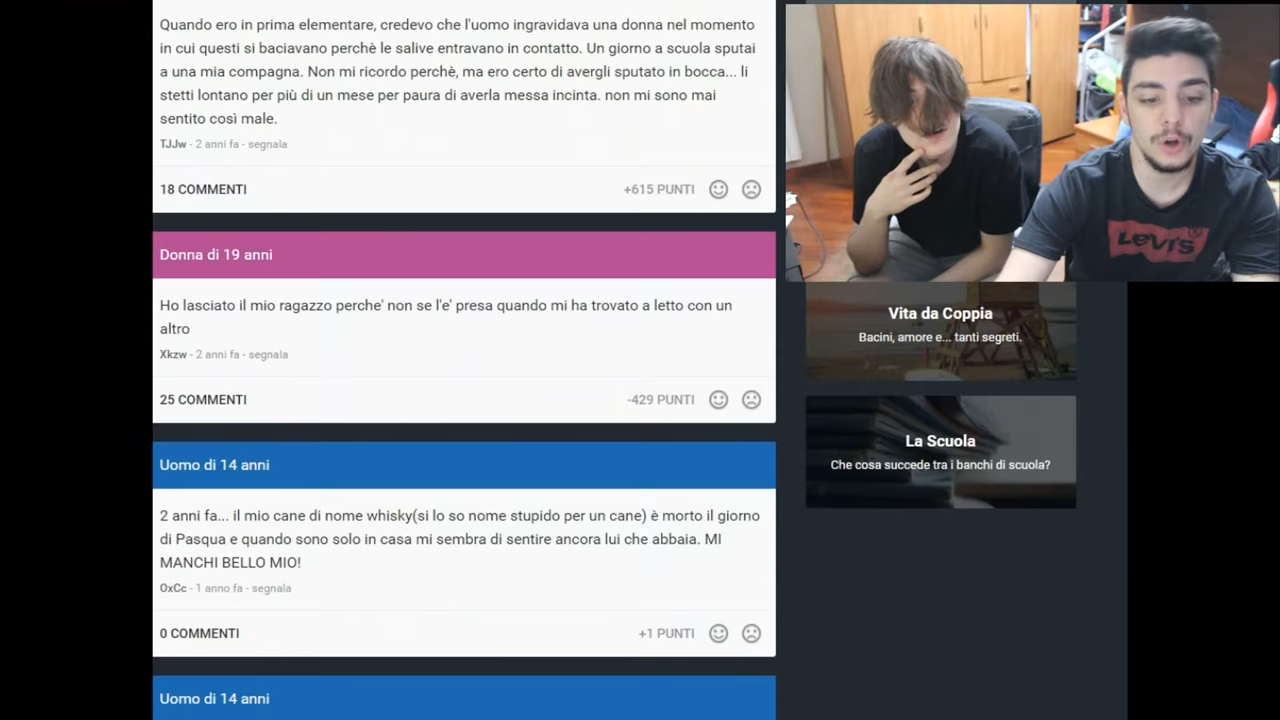 Quando ero in prima elementare, credevo che l'uomo ingravidava una donna nel momento
in cui questi si baciavano perchè le salive entravano in contatto. Un giorno a scuola sputai
a una mia compagna. Non mi ricordo perchè, ma ero certo di avergli sputato in bocca... li
stetti lontano per più di un mese per paura di averla messa incinta. non mi sono mai
sentito così male.
TJJw - 2 anni fa - segnala
18 COMMENTI
+615 PUNTI
Donna di 19 anni
Ho lasciato il mio ragazzo perche' non se l'e' presa quando mi ha trovato a letto con un
altro
Xkzw - 2 anni fa - segnala
25 COMMENTI
-429 PUNTI
Uomo di 14 anni
2 anni fa... il mio cane di nome whisky(si lo so nome stupido per un cane) è morto il giorno
di Pasqua e quando sono solo in casa mi sembra di sentire ancora lui che abbaia. MI
MANCHI BELLO MIO!
OxCc - 1 anno fa - segnala
0 COMMENTI
+1 PUNTI
Uomo di 14 anni
LEVI'S®
Vita da Coppia
Bacini, amore e... tanti segreti.
La Scuola
Che cosa succede tra i banchi di scuola?